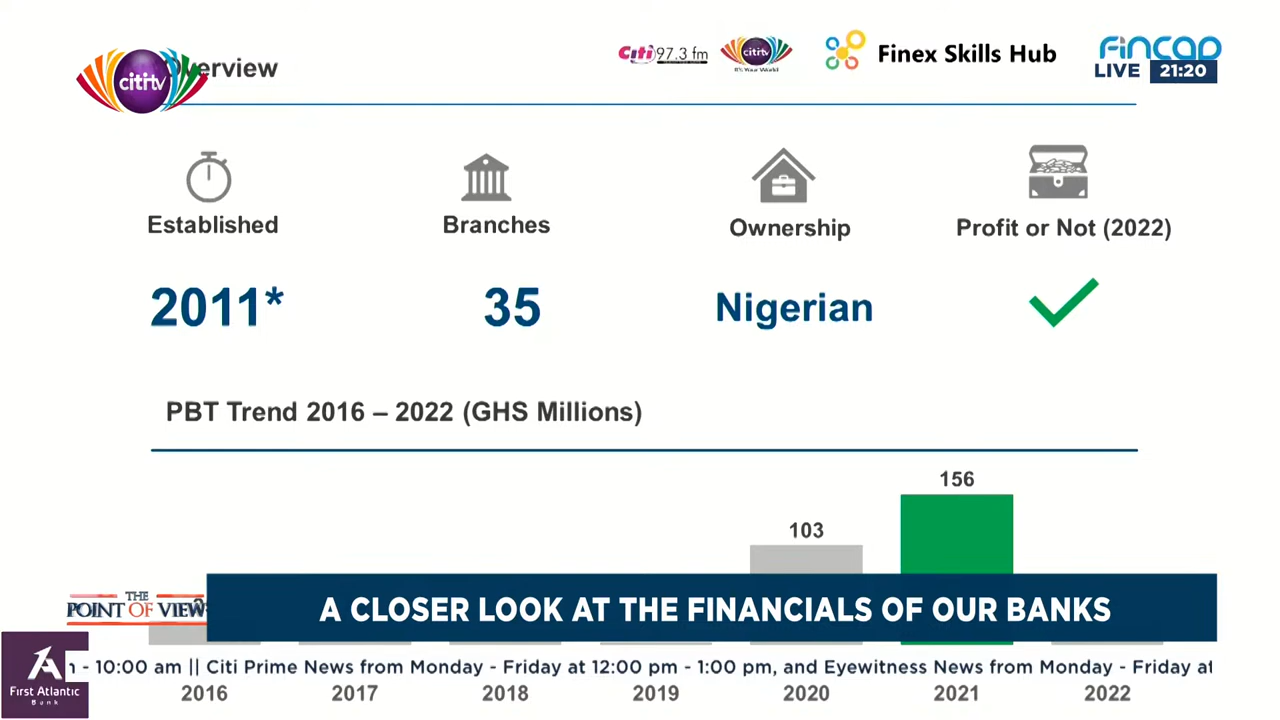 citi tv
Overview
Citi 97.3 fm
citi tv
It's Your World
Finex Skills Hub
fincap
LIVE 21:20
Established
Branches
Ownership
Profit or Not (2022)
2011*
35
Nigerian
PBT Trend 2016 – 2022 (GHS Millions)
156
103
THE
POINT OF VIEW
A CLOSER LOOK AT THE FINANCIALS OF OUR BANKS
- 10:00 am || Citi Prime News from Monday - Friday at 12:00 pm - 1:00 pm, and Eyewitness News from Monday - Friday at
First Atlantic
Bank
2016
2017
2018
2019
2020
2021
2022